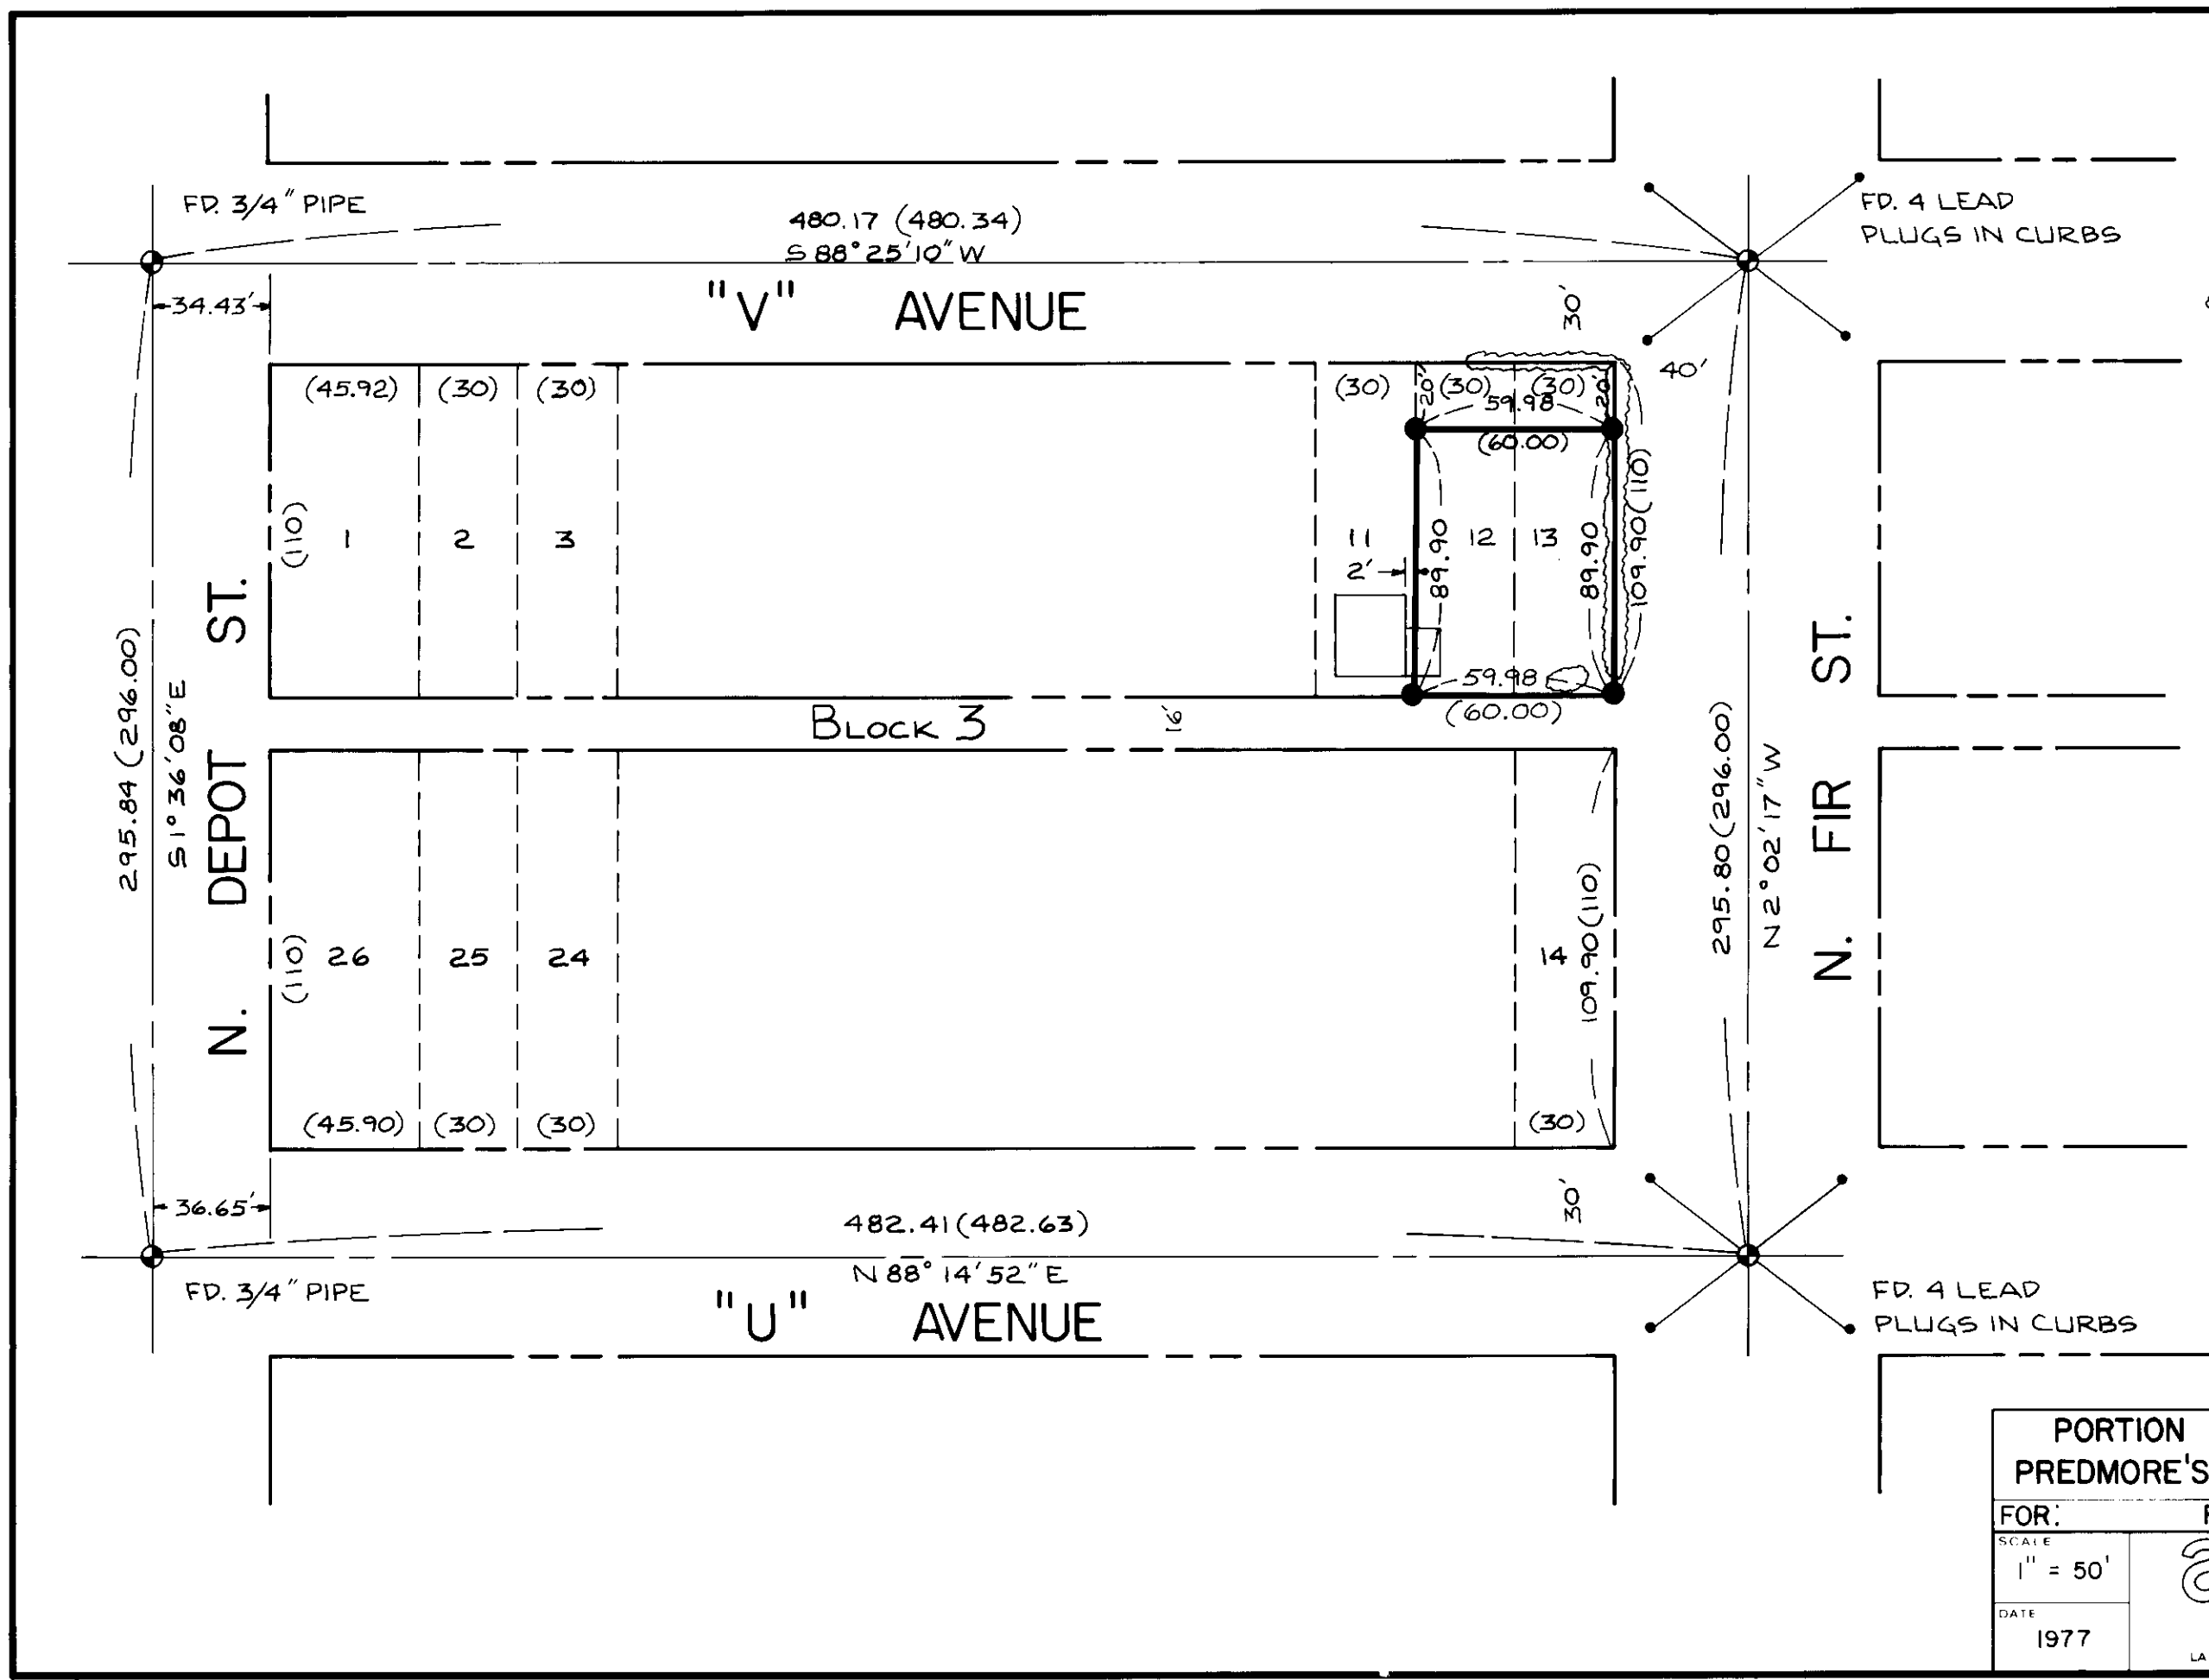 FD. 3/4" PIPE
480.17 (480.34)
S 88° 25' 10" W
FD. 4 LEAD
PLUGS IN CURBS
34.43'
"V" AVENUE
30'
40'
(45.92) (30) (30)
(30) (30) (30)
20' 20'
59.98
(60.00)
(110)
1 2 3
11 12 13
2'
89.90
89.90
109.90 (110)
59.98
(60.00)
BLOCK 3
16'
295.84 (296.00)
S 1° 36' 08" E
N. DEPOT ST.
295.80 (296.00)
N 2° 02' 17" W
N. FIR ST.
(110)
26 25 24
14
109.90 (110)
(45.90) (30) (30)
(30)
36.65'
30'
482.41 (482.63)
N 88° 14' 52" E
FD. 3/4" PIPE
"U" AVENUE
FD. 4 LEAD
PLUGS IN CURBS
PORTION
PREDMORE'S
FOR:
SCALE
1" = 50'
DATE
1977